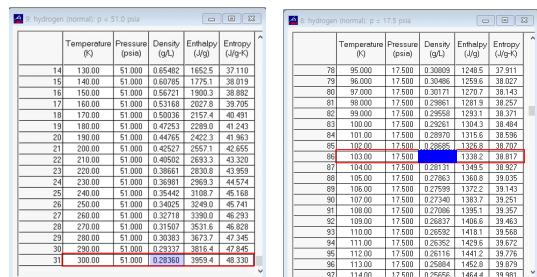 9: hydrogen (normal): p = 51.0 psia
Temperature (K) Pressure (psia) Density (g/L) Enthalpy (J/g) Entropy (J/g-K)
14 130.00 51.000 0.65482 1652.5 37.110
15 140.00 51.000 0.60785 1775.1 38.019
16 150.00 51.000 0.56721 1900.3 38.882
17 160.00 51.000 0.53168 2027.8 39.705
18 170.00 51.000 0.50036 2157.4 40.491
19 180.00 51.000 0.47253 2289.0 41.243
20 190.00 51.000 0.44765 2422.3 41.963
21 200.00 51.000 0.42527 2557.1 42.655
22 210.00 51.000 0.40502 2693.3 43.320
23 220.00 51.000 0.38661 2830.8 43.959
24 230.00 51.000 0.36981 2969.3 44.574
25 240.00 51.000 0.35442 3108.7 45.168
26 250.00 51.000 0.34025 3249.0 45.741
27 260.00 51.000 0.32718 3390.0 46.293
28 270.00 51.000 0.31507 3531.6 46.828
29 280.00 51.000 0.30383 3673.7 47.345
30 290.00 51.000 0.29337 3816.4 47.845
31 300.00 51.000 0.28360 3959.4 48.330
hydrogen (normal): p = 17.5 psia
Temperature (K) Pressure (psia) Density (g/L) Enthalpy (J/g) Entropy (J/g-K)
78 95.000 17.500 0.30809 1248.5 37.911
79 96.000 17.500 0.30486 1259.6 38.027
80 97.000 17.500 0.30171 1270.7 38.143
81 98.000 17.500 0.29861 1281.9 38.257
82 99.000 17.500 0.29558 1293.1 38.371
83 100.00 17.500 0.29261 1304.3 38.484
84 101.00 17.500 0.28970 1315.6 38.596
85 102.00 17.500 0.28685 1326.8 38.707
86 103.00 17.500 1338.2 38.817
87 104.00 17.500 0.28131 1349.5 38.927
88 105.00 17.500 0.27863 1360.8 39.035
89 106.00 17.500 0.27599 1372.2 39.143
90 107.00 17.500 0.27340 1383.7 39.251
91 108.00 17.500 0.27086 1395.1 39.357
92 109.00 17.500 0.26837 1406.6 39.463
93 110.00 17.500 0.26592 1418.1 39.568
94 111.00 17.500 0.26352 1429.6 39.672
95 112.00 17.500 0.26116 1441.2 39.776
96 113.00 17.500 0.25884 1452.8 39.879
97 114.00 17.500 0.25656 1464.4 39.981